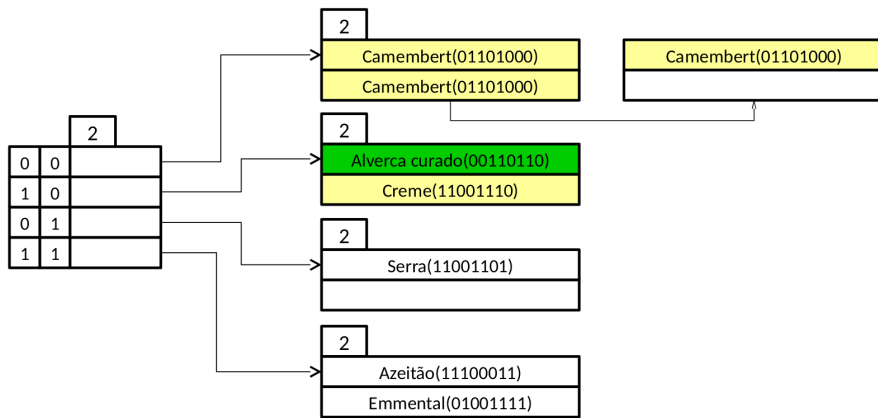 2
Camembert(01101000)
Camembert(01101000)
Camembert(01101000)
2
0 0
1 0
0 1
1 1
2
Alverca curado(00110110)
Creme(11001110)
2
Serra(11001101)
2
Azeitão(11100011)
Emmental(01001111)